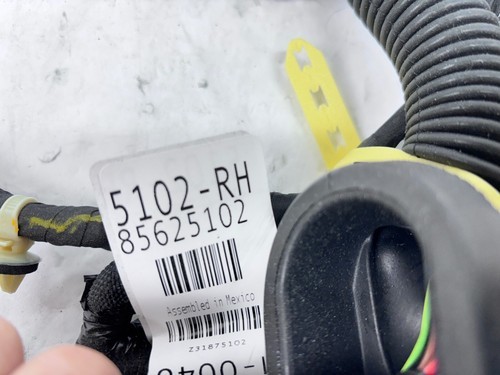 5102-RH
85625102
Assembled in Mexico
Z31875102